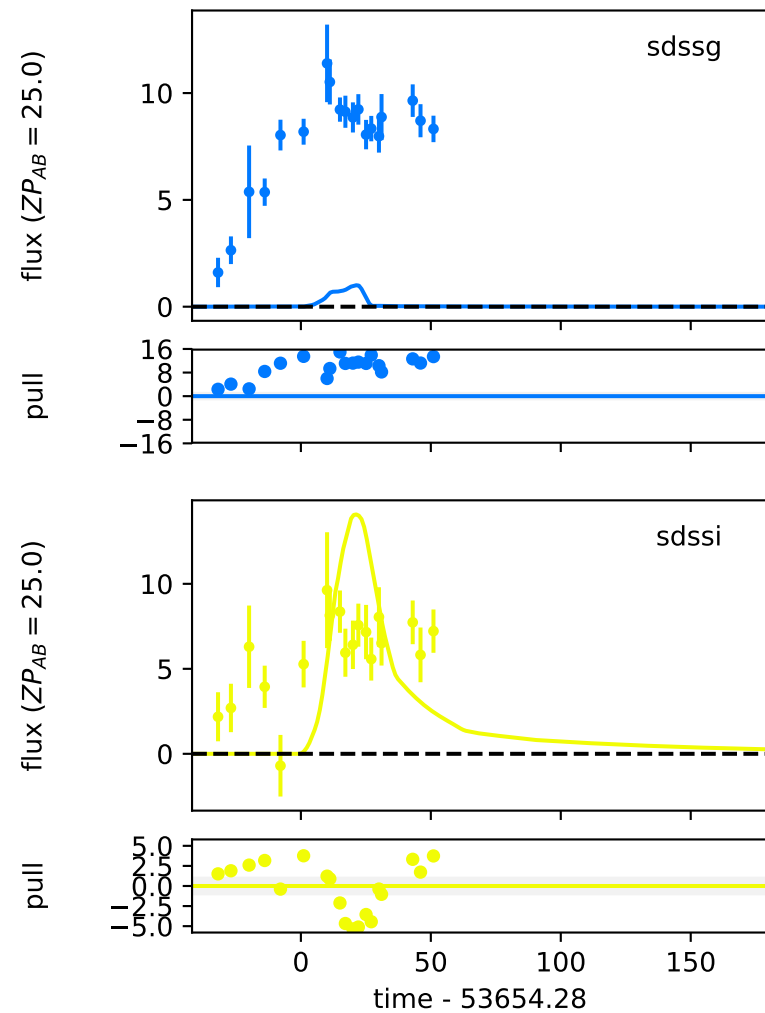 sdssg
flux (ZP_AB = 25.0)
10
5
0
pull
16
8
0
−8
−16
sdssi
flux (ZP_AB = 25.0)
10
5
0
pull
5.0
2.5
0.0
−2.5
−5.0
0 50 100 150
time - 53654.28